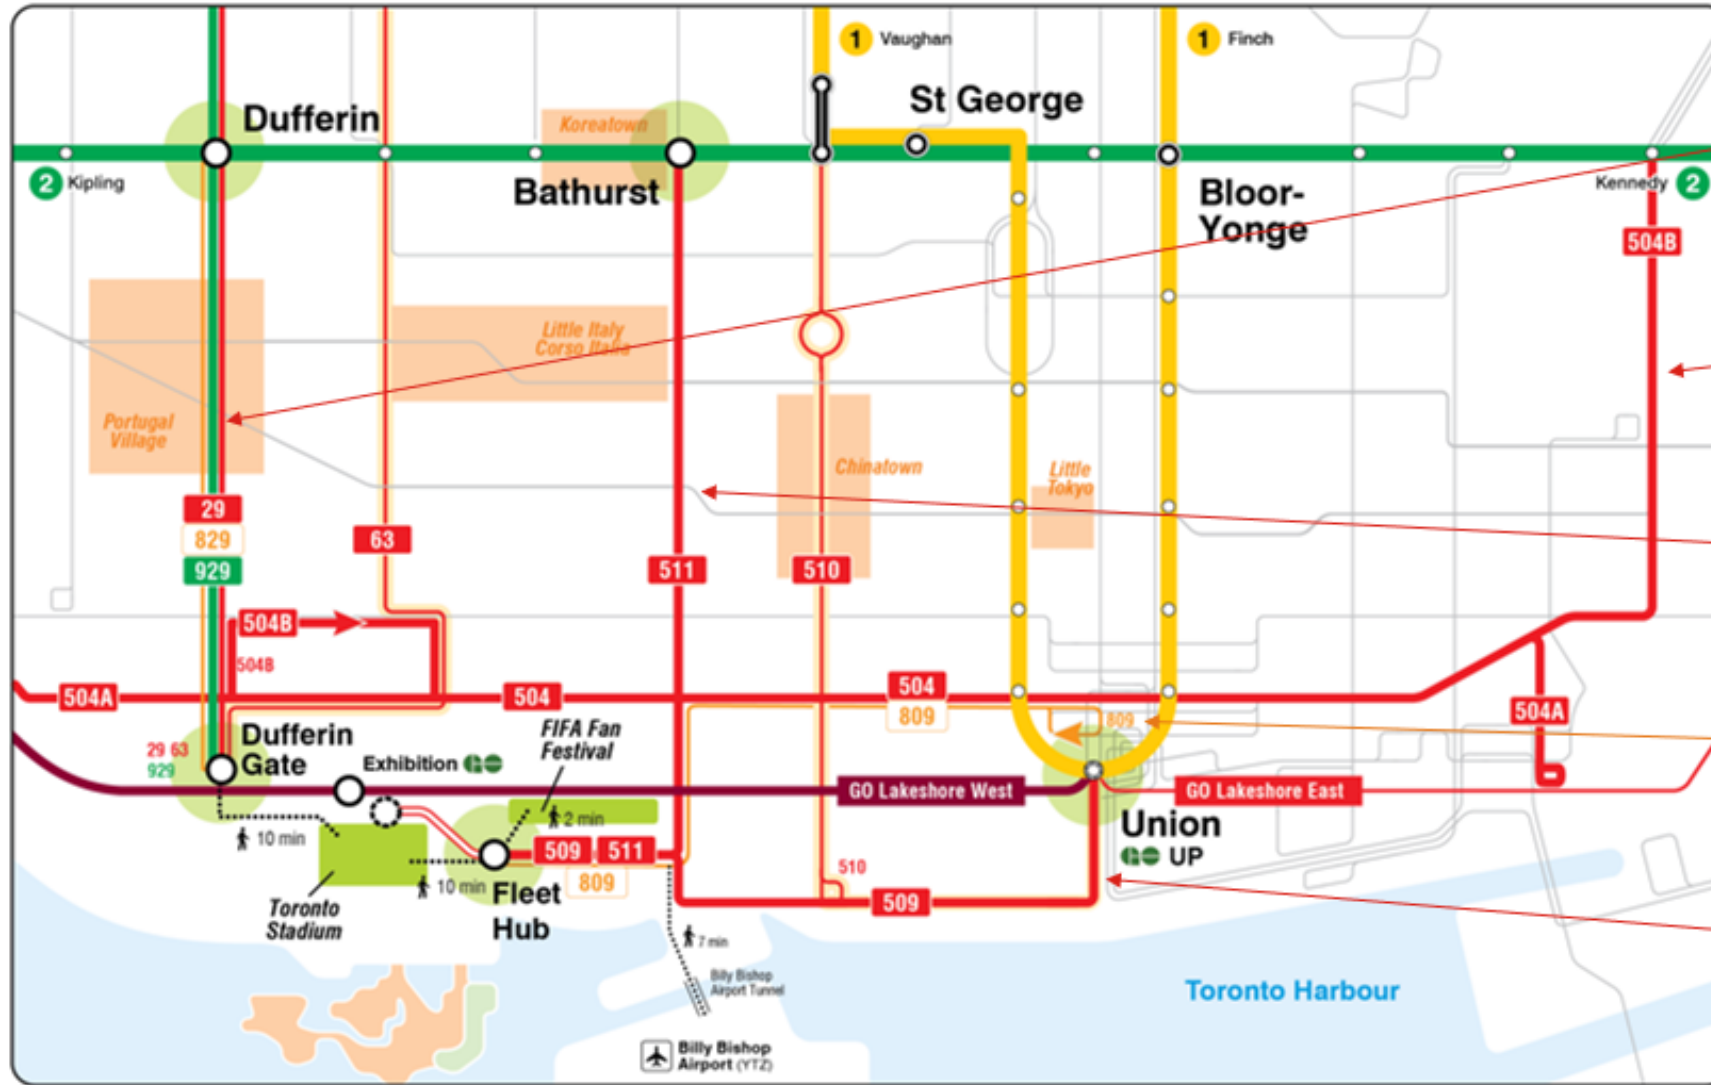 1 Vaughan
1 Finch
Dufferin
St George
Koreatown
2 Kipling
Bathurst
Bloor-
Yonge
Kennedy 2
504B
Little Italy
Corso Italia
Portugal
Village
Chinatown
Little
Tokyo
29
829
929
63
511
510
504B
504B
504A
504
504
809
809
504A
Dufferin
Gate
29 63
929
Exhibition
FIFA Fan
Festival
GO Lakeshore West
GO Lakeshore East
10 min
2 min
Union
UP
509
511
809
10 min
Fleet
Hub
510
509
Toronto
Stadium
7 min
Billy Bishop
Airport Tunnel
Toronto Harbour
Billy Bishop
Airport (YTZ)